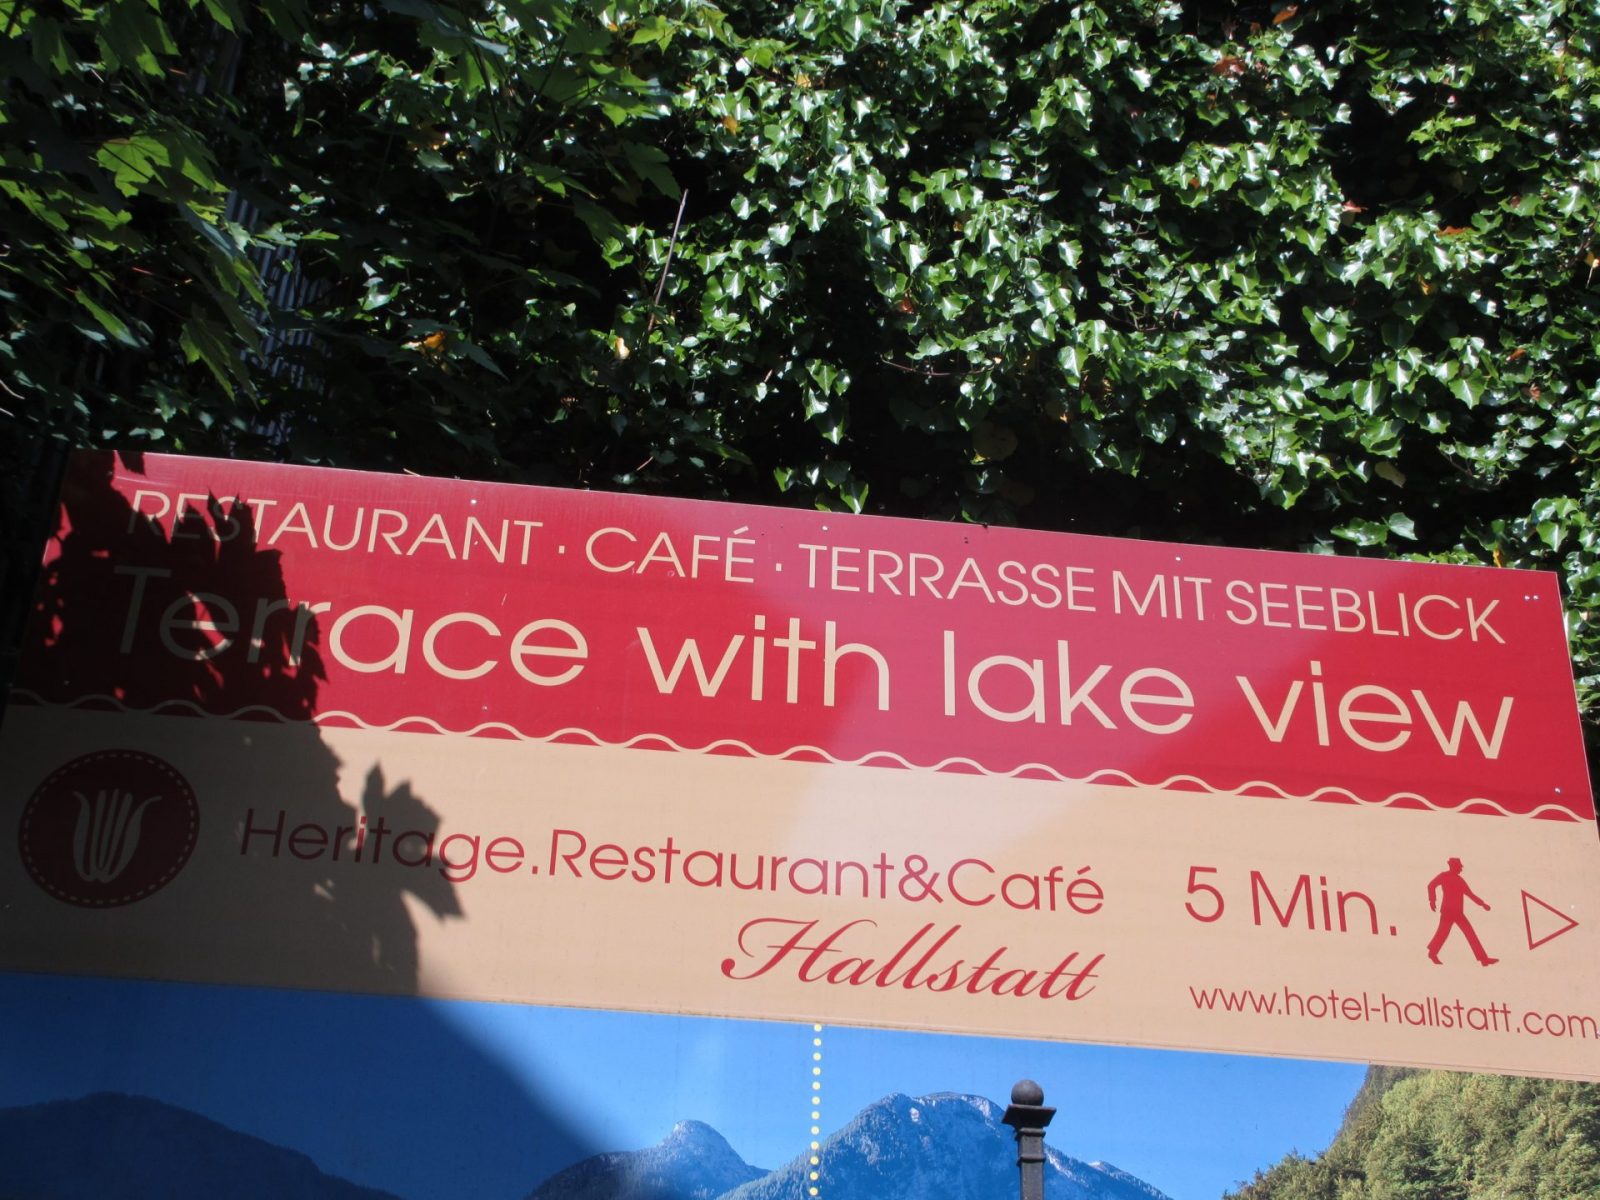 RESTAURANT · CAFÉ · TERRASSE MIT SEEBLICK
Terrace with lake view
Heritage.Restaurant&Café
Hallstatt
5 Min.
www.hotel-hallstatt.com